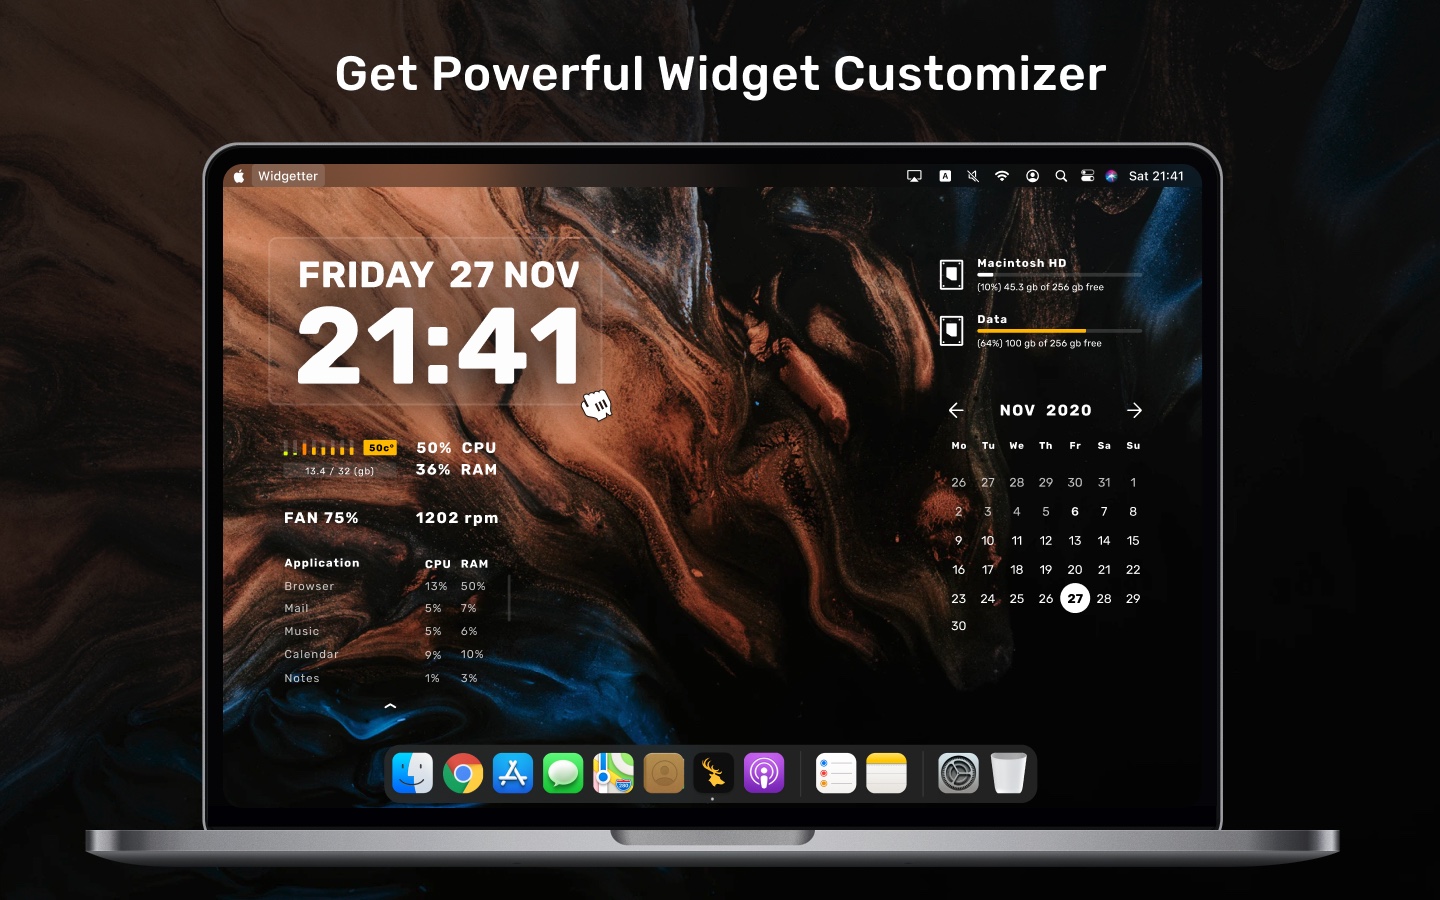 Get Powerful Widget Customizer
Widgetter
A
Sat 21:41
FRIDAY 27 NOV
21:41
Macintosh HD
(10%) 45.3 gb of 256 gb free
Data
(64%) 100 gb of 256 gb free
50c°
50% CPU
13.4 / 32 (gb)
36% RAM
FAN 75%
1202 rpm
Application CPU RAM
Browser 13% 50%
Mail 5% 7%
Music 5% 6%
Calendar 9% 10%
Notes 1% 3%
NOV 2020
Mo Tu We Th Fr Sa Su
26 27 28 29 30 31 1
2 3 4 5 6 7 8
9 10 11 12 13 14 15
16 17 18 19 20 21 22
23 24 25 26 27 28 29
30
280